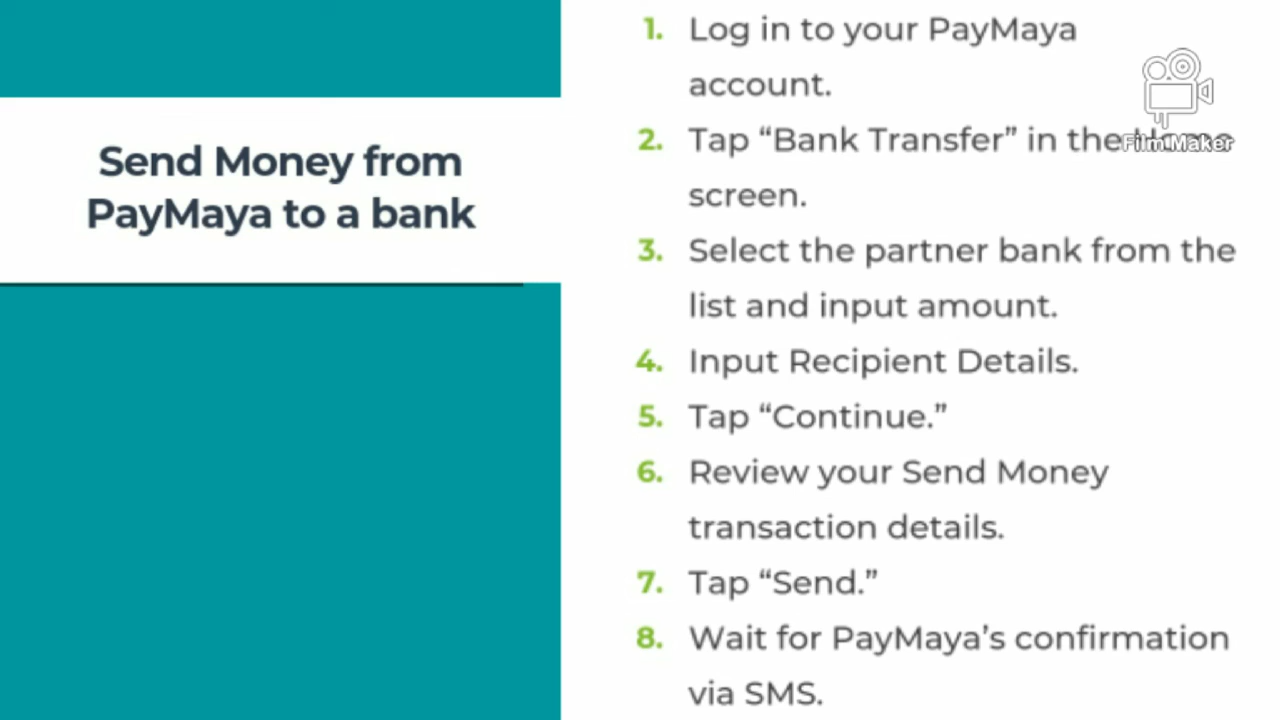 Send Money from
PayMaya to a bank
1. Log in to your PayMaya
account.
2. Tap “Bank Transfer” in the
screen.
3. Select the partner bank from the
list and input amount.
4. Input Recipient Details.
5. Tap “Continue.”
6. Review your Send Money
transaction details.
7. Tap “Send.”
8. Wait for PayMaya’s confirmation
via SMS.
Film Maker